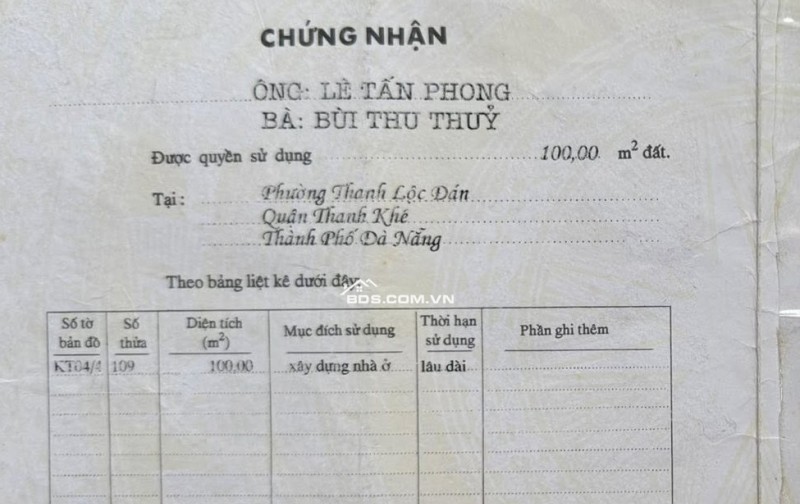 CHỨNG NHẬN
ÔNG: LÊ TẤN PHONG
BÀ: BÙI THU THUỶ
Được quyền sử dụng 100,00 m² đất.
Tại: Phường Thanh Lộc Đán
Quận Thanh Khê
Thành Phố Đà Nẵng
Theo bảng liệt kê dưới đây
BDS.COM.VN
Số tờ bản đồ Số thửa Diện tích (m²) Mục đích sử dụng Thời hạn sử dụng Phần ghi thêm
109 100,00 xây dựng nhà ở lâu dài